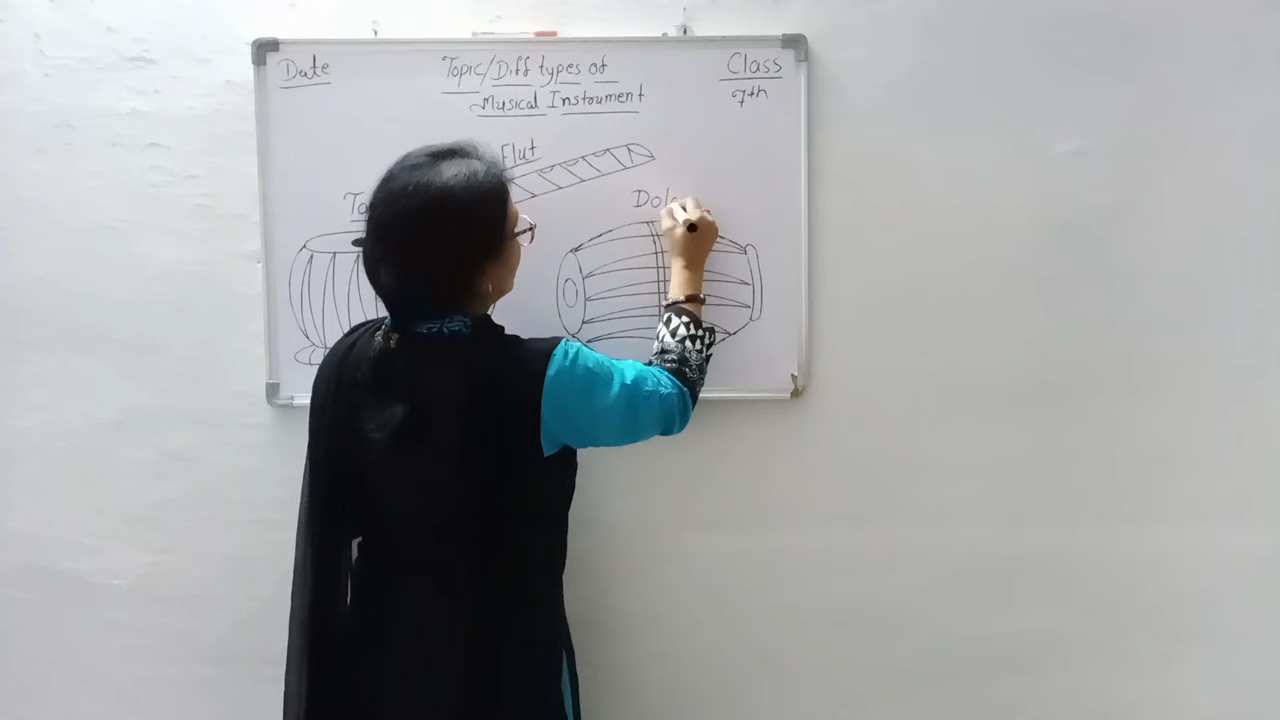 Date
Topic/Diff types of
Musical Instrument
Class
7th
Flut